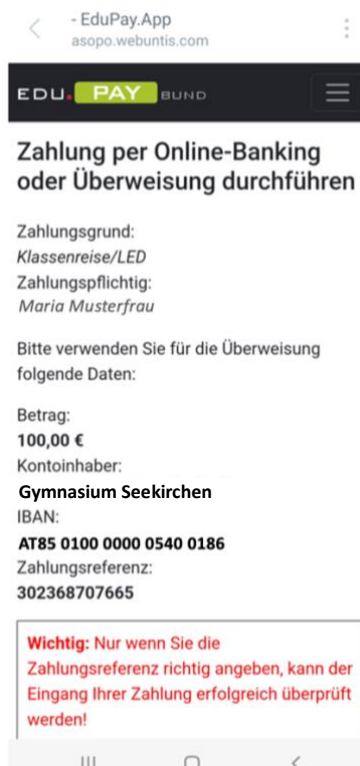 - EduPay.App
asopo.webuntis.com
EDU. PAY BUND
Zahlung per Online-Banking
oder Überweisung durchführen
Zahlungsgrund:
Klassenreise/LED
Zahlungspflichtig:
Maria Musterfrau
Bitte verwenden Sie für die Überweisung
folgende Daten:
Betrag:
100,00 €
Kontoinhaber:
Gymnasium Seekirchen
IBAN:
AT85 0100 0000 0540 0186
Zahlungsreferenz:
302368707665
Wichtig: Nur wenn Sie die
Zahlungsreferenz richtig angeben, kann der
Eingang Ihrer Zahlung erfolgreich überprüft
werden!